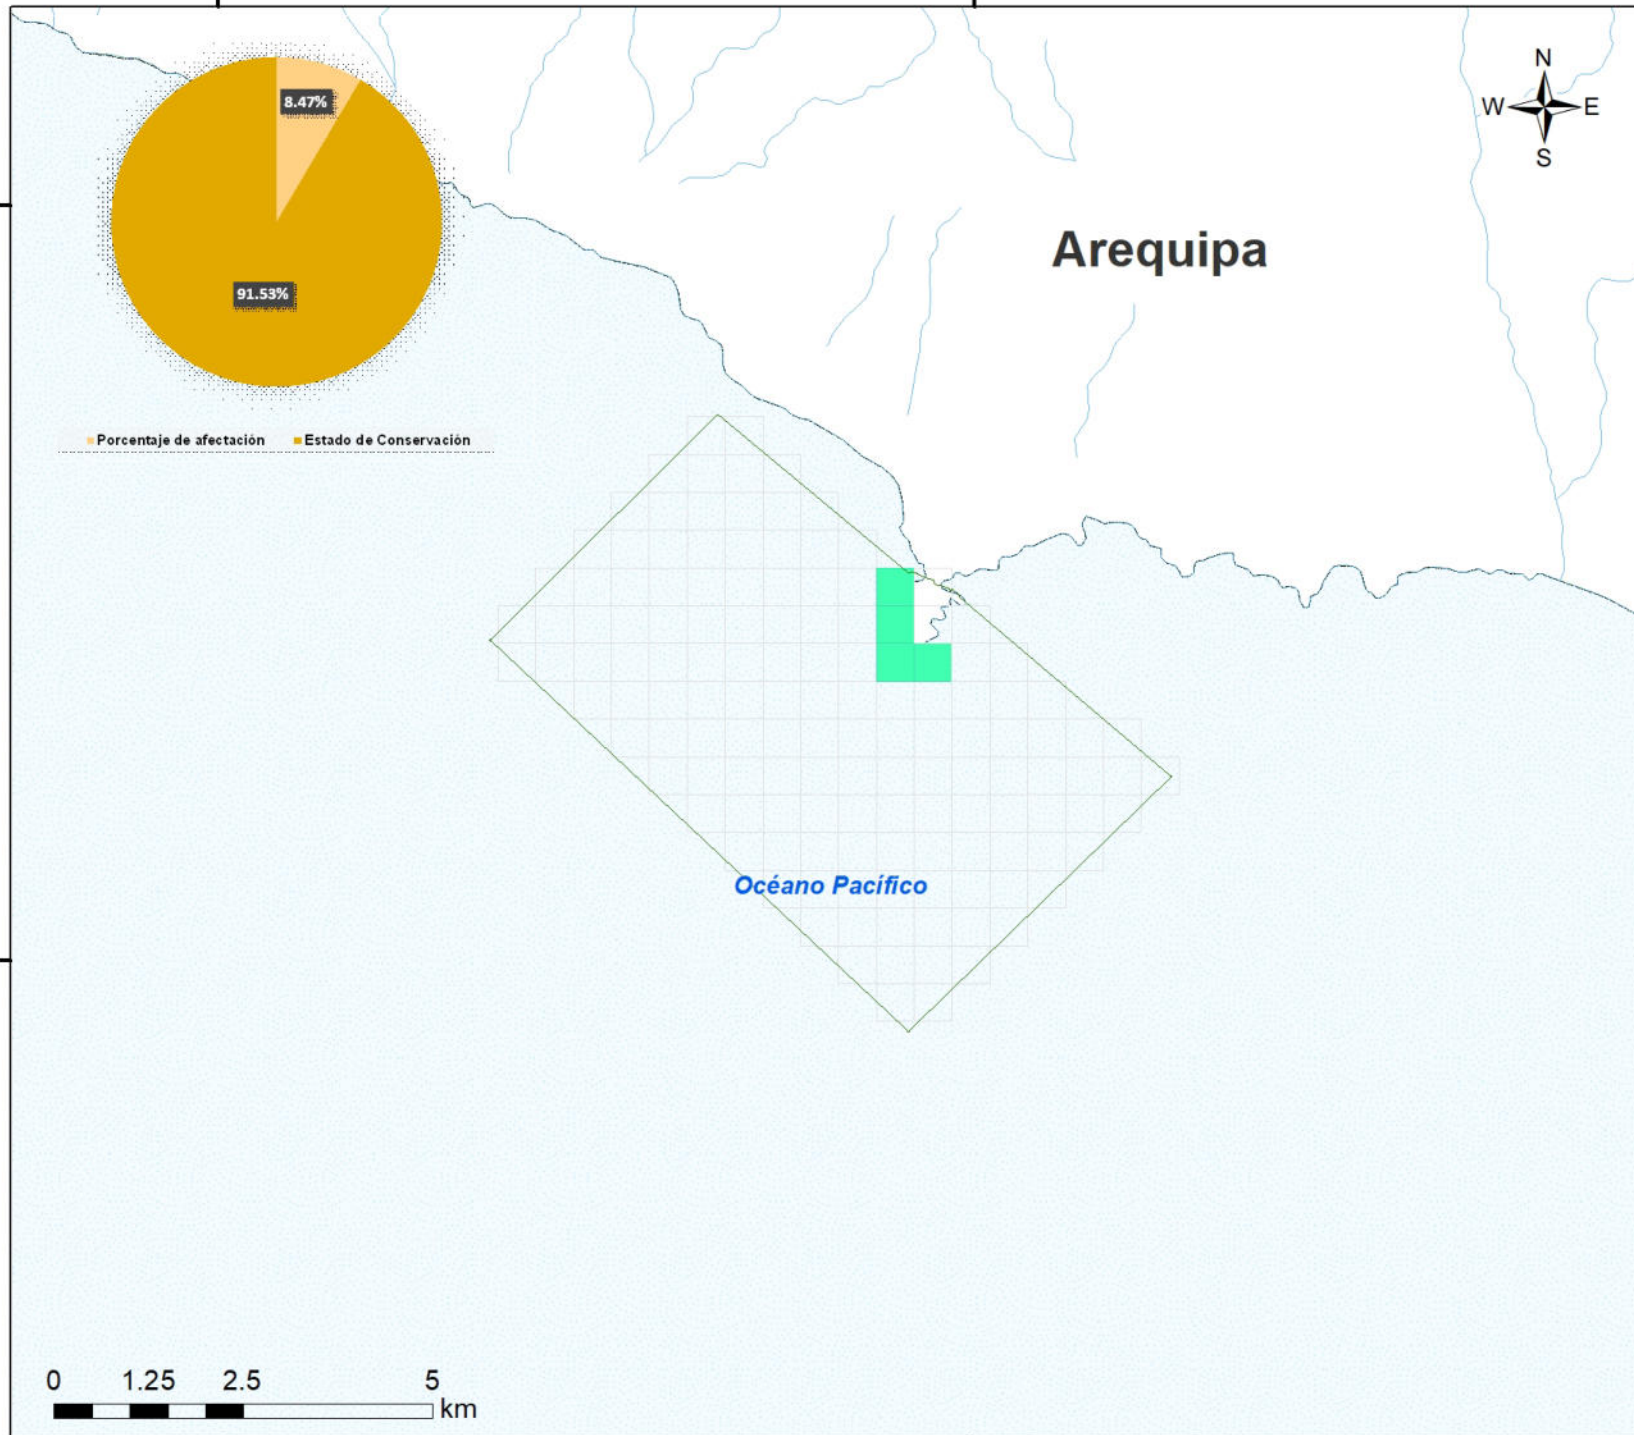 N
W E
S
8.47%
Arequipa
91.53%
Porcentaje de afectación Estado de Conservación
Océano Pacífico
0 1.25 2.5 5
km